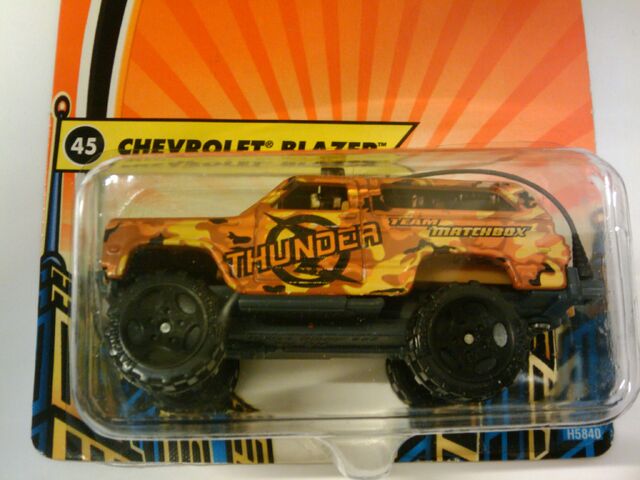 45 CHEVROLET® BLAZER™
THUNDER
TEAM
MATCHBOX
H5840